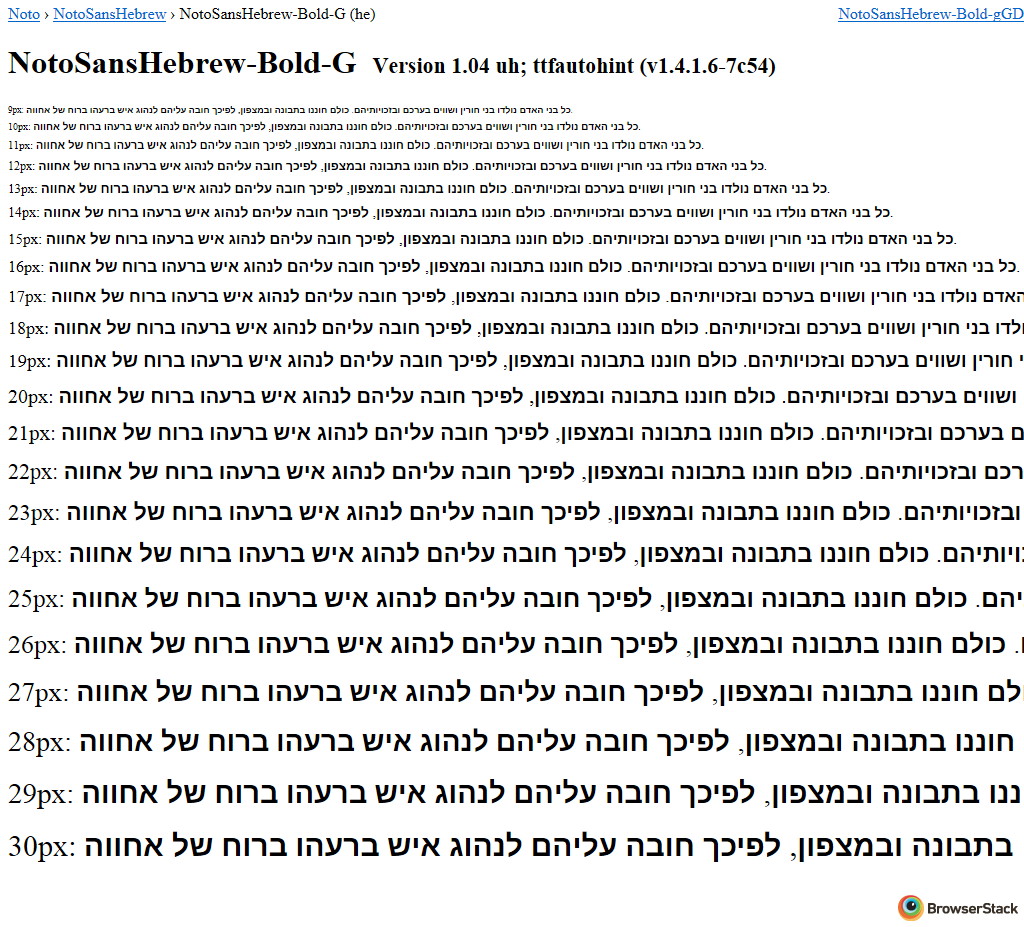 Noto › NotoSansHebrew › NotoSansHebrew-Bold-G (he)
NotoSansHebrew-Bold-gGD
NotoSansHebrew-Bold-G Version 1.04 uh; ttfautohint (v1.4.1.6-7c54)
9px: כל בני האדם נולדו בני חורין ושווים בערכם ובזכויותיהם. כולם חוננו בתבונה ובמצפון, לפיכך חובה עליהם לנהוג איש ברעהו ברוח של אחווה.
10px: כל בני האדם נולדו בני חורין ושווים בערכם ובזכויותיהם. כולם חוננו בתבונה ובמצפון, לפיכך חובה עליהם לנהוג איש ברעהו ברוח של אחווה.
11px: כל בני האדם נולדו בני חורין ושווים בערכם ובזכויותיהם. כולם חוננו בתבונה ובמצפון, לפיכך חובה עליהם לנהוג איש ברעהו ברוח של אחווה.
12px: כל בני האדם נולדו בני חורין ושווים בערכם ובזכויותיהם. כולם חוננו בתבונה ובמצפון, לפיכך חובה עליהם לנהוג איש ברעהו ברוח של אחווה.
13px: כל בני האדם נולדו בני חורין ושווים בערכם ובזכויותיהם. כולם חוננו בתבונה ובמצפון, לפיכך חובה עליהם לנהוג איש ברעהו ברוח של אחווה.
14px: כל בני האדם נולדו בני חורין ושווים בערכם ובזכויותיהם. כולם חוננו בתבונה ובמצפון, לפיכך חובה עליהם לנהוג איש ברעהו ברוח של אחווה.
15px: כל בני האדם נולדו בני חורין ושווים בערכם ובזכויותיהם. כולם חוננו בתבונה ובמצפון, לפיכך חובה עליהם לנהוג איש ברעהו ברוח של אחווה.
16px: כל בני האדם נולדו בני חורין ושווים בערכם ובזכויותיהם. כולם חוננו בתבונה ובמצפון, לפיכך חובה עליהם לנהוג איש ברעהו ברוח של אחווה.
17px: האדם נולדו בני חורין ושווים בערכם ובזכויותיהם. כולם חוננו בתבונה ובמצפון, לפיכך חובה עליהם לנהוג איש ברעהו ברוח של אחווה
18px: לדו בני חורין ושווים בערכם ובזכויותיהם. כולם חוננו בתבונה ובמצפון, לפיכך חובה עליהם לנהוג איש ברעהו ברוח של אחווה
19px: י חורין ושווים בערכם ובזכויותיהם. כולם חוננו בתבונה ובמצפון, לפיכך חובה עליהם לנהוג איש ברעהו ברוח של אחווה
20px: ושווים בערכם ובזכויותיהם. כולם חוננו בתבונה ובמצפון, לפיכך חובה עליהם לנהוג איש ברעהו ברוח של אחווה
21px: ם בערכם ובזכויותיהם. כולם חוננו בתבונה ובמצפון, לפיכך חובה עליהם לנהוג איש ברעהו ברוח של אחווה
22px: רכם ובזכויותיהם. כולם חוננו בתבונה ובמצפון, לפיכך חובה עליהם לנהוג איש ברעהו ברוח של אחווה
23px: ובזכויותיהם. כולם חוננו בתבונה ובמצפון, לפיכך חובה עליהם לנהוג איש ברעהו ברוח של אחווה
24px: ויותיהם. כולם חוננו בתבונה ובמצפון, לפיכך חובה עליהם לנהוג איש ברעהו ברוח של אחווה
25px: יהם. כולם חוננו בתבונה ובמצפון, לפיכך חובה עליהם לנהוג איש ברעהו ברוח של אחווה
26px: . כולם חוננו בתבונה ובמצפון, לפיכך חובה עליהם לנהוג איש ברעהו ברוח של אחווה
27px: לם חוננו בתבונה ובמצפון, לפיכך חובה עליהם לנהוג איש ברעהו ברוח של אחווה
28px: חוננו בתבונה ובמצפון, לפיכך חובה עליהם לנהוג איש ברעהו ברוח של אחווה
29px: ננו בתבונה ובמצפון, לפיכך חובה עליהם לנהוג איש ברעהו ברוח של אחווה
30px: בתבונה ובמצפון, לפיכך חובה עליהם לנהוג איש ברעהו ברוח של אחווה
BrowserStack